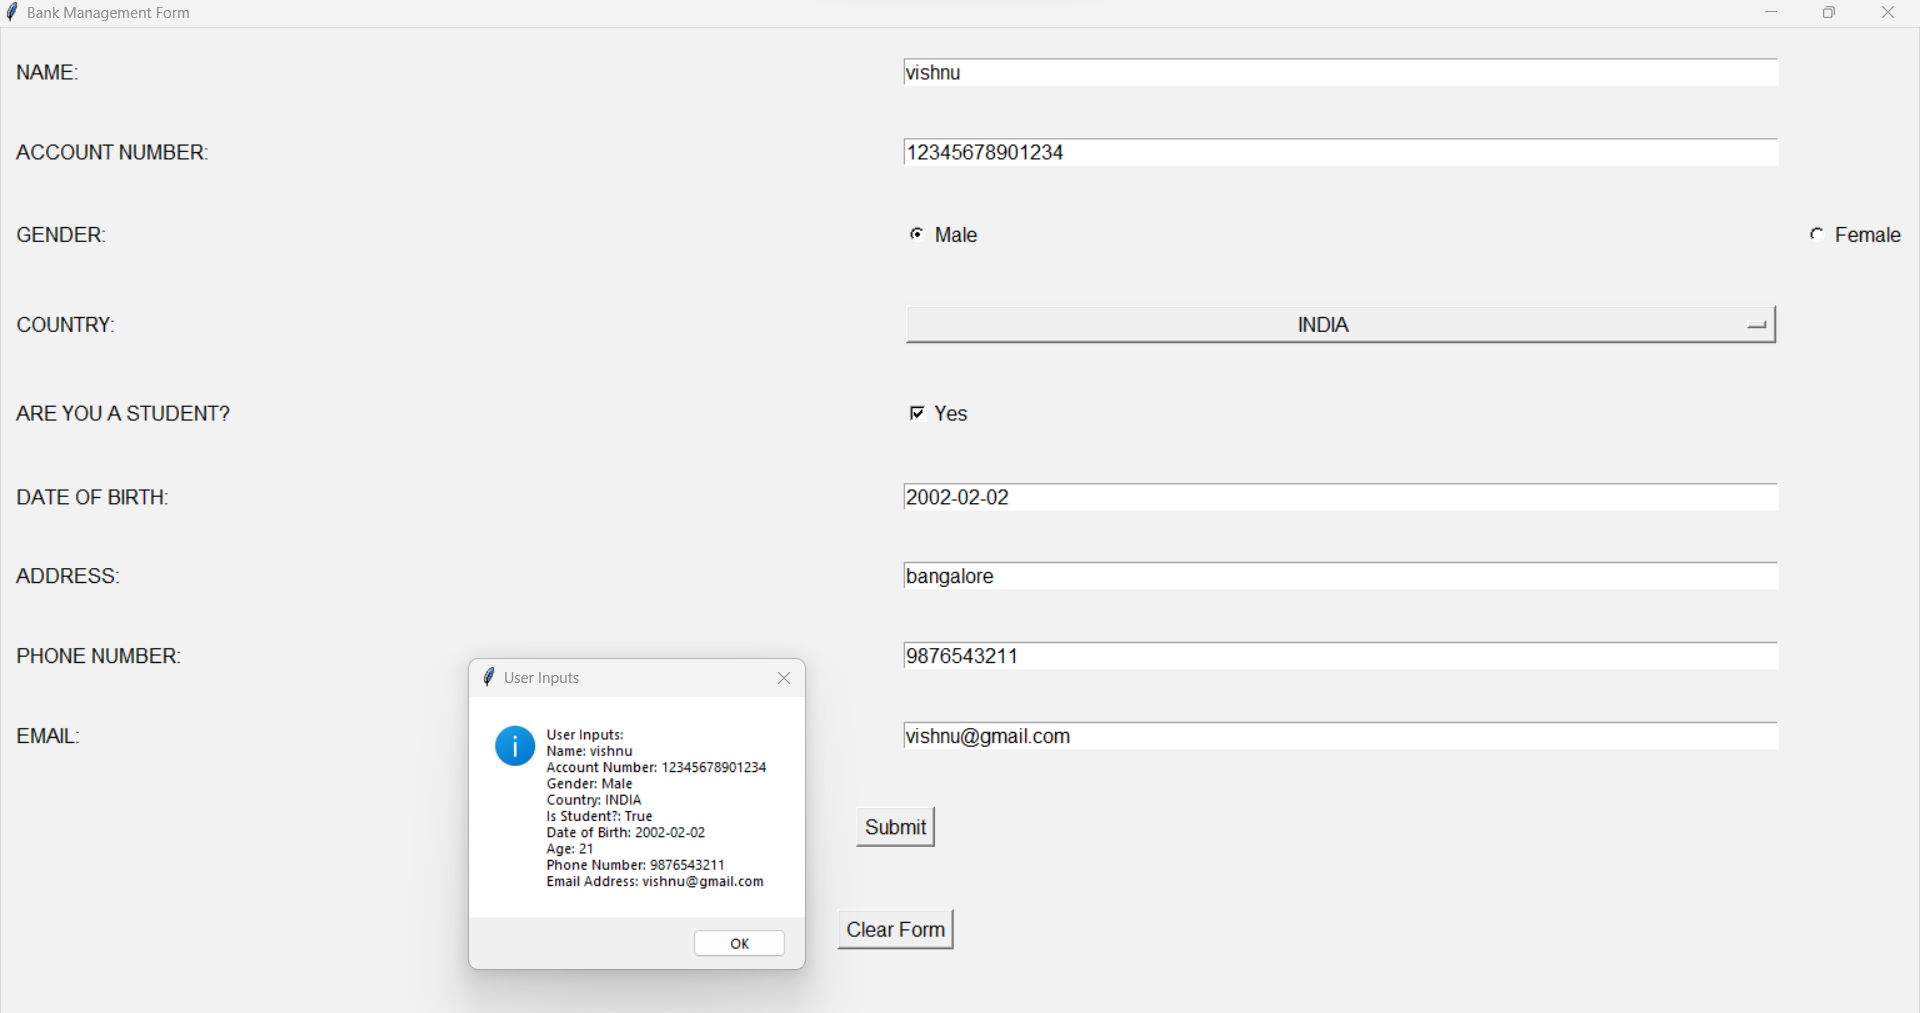 Bank Management Form
NAME: vishnu
ACCOUNT NUMBER: 12345678901234
GENDER: Male Female
COUNTRY: INDIA
ARE YOU A STUDENT? Yes
DATE OF BIRTH: 2002-02-02
ADDRESS: bangalore
PHONE NUMBER: 9876543211
EMAIL: vishnu@gmail.com
User Inputs
User Inputs:
Name: vishnu
Account Number: 12345678901234
Gender: Male
Country: INDIA
Is Student?: True
Date of Birth: 2002-02-02
Age: 21
Phone Number: 9876543211
Email Address: vishnu@gmail.com
OK
Submit
Clear Form